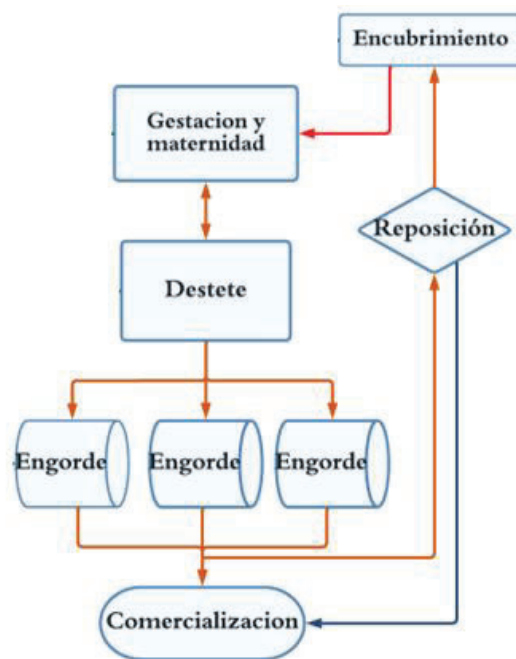 Encubrimiento
Gestacion y
maternidad
Reposición
Destete
Engorde
Engorde
Engorde
Comercializacion